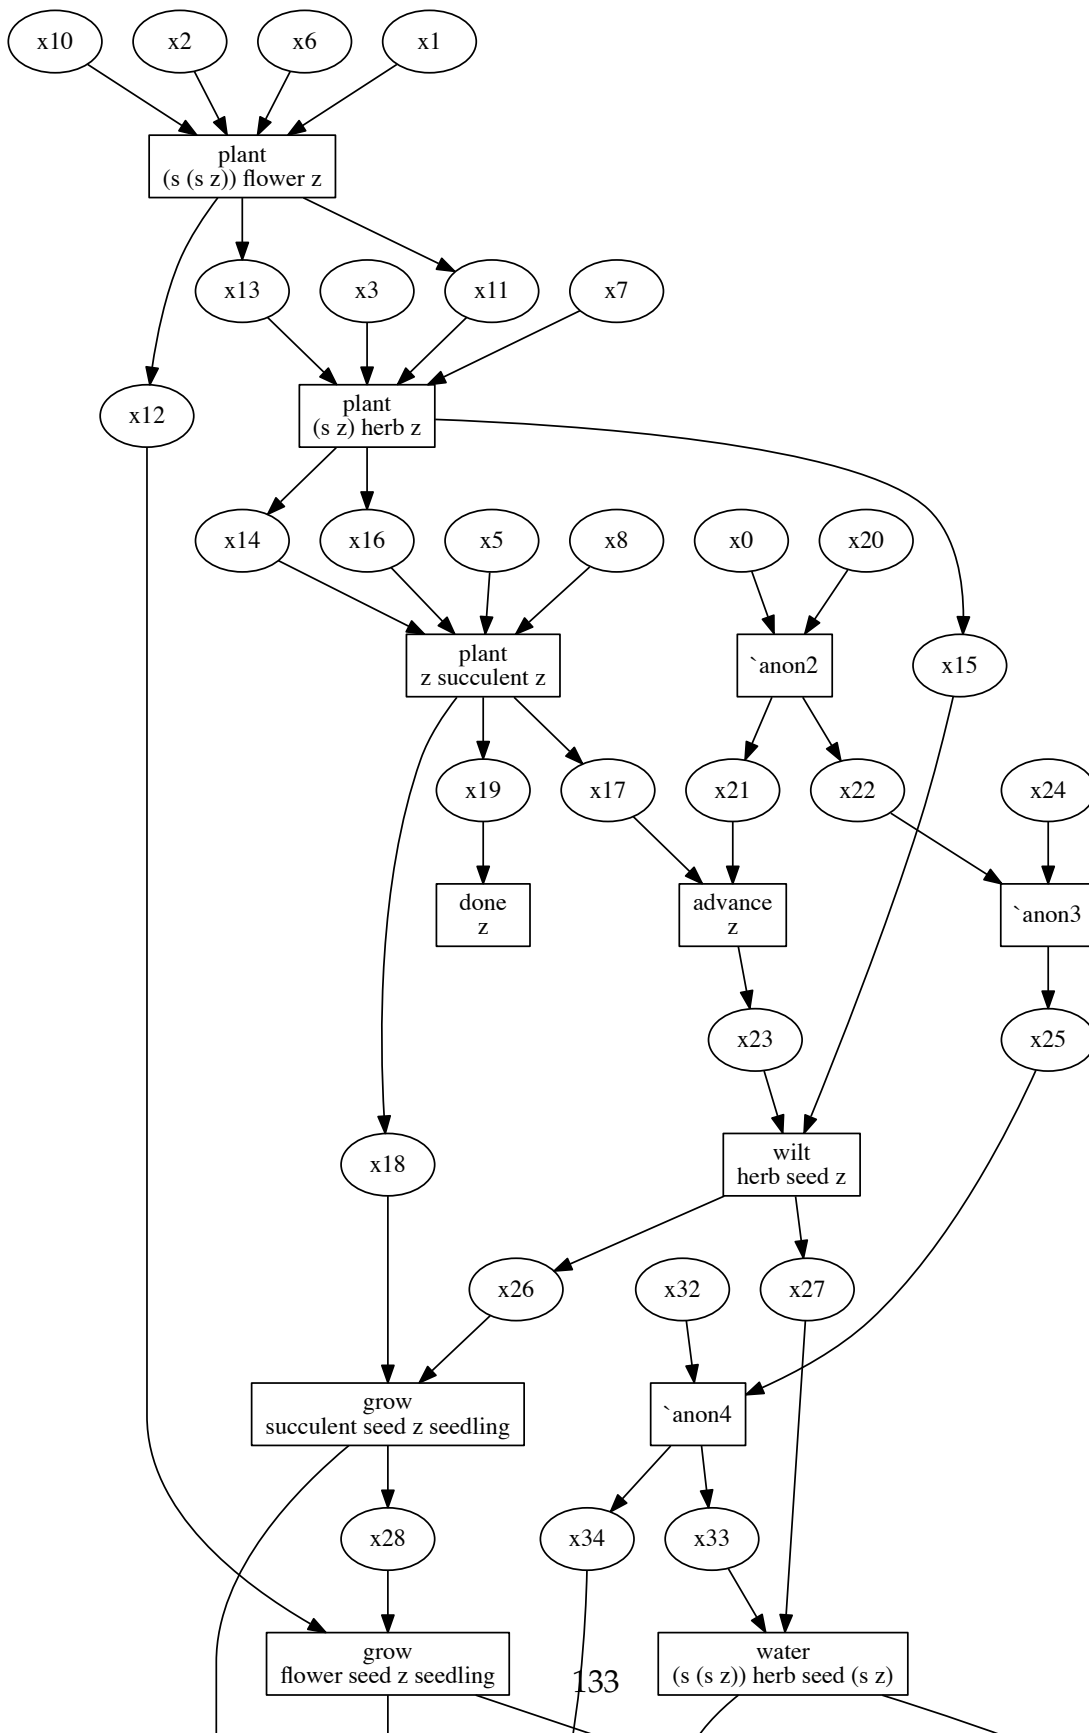 x10
x2
x6
x1
plant
(s (s z)) flower z
x13
x3
x11
x7
x12
plant
(s z) herb z
x14
x16
x5
x8
x0
x20
plant
z succulent z
`anon2
x15
x19
x17
x21
x22
x24
done
z
advance
z
`anon3
x23
x25
x18
wilt
herb seed z
x26
x32
x27
grow
succulent seed z seedling
`anon4
x28
x34
x33
grow
flower seed z seedling
water
(s (s z)) herb seed (s z)
133